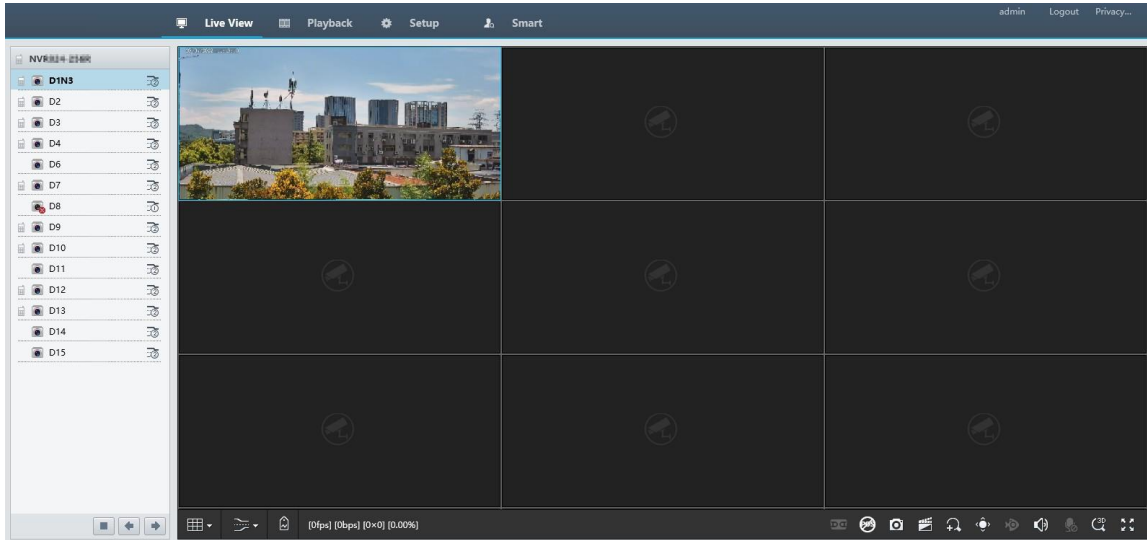 Live View
Playback
Setup
Smart
admin
Logout
Privacy...
D1N3
D2
D3
D4
D6
D7
D8
D9
D10
D11
D12
D13
D14
D15
[0fps] [0bps] [0×0] [0.00%]
3D